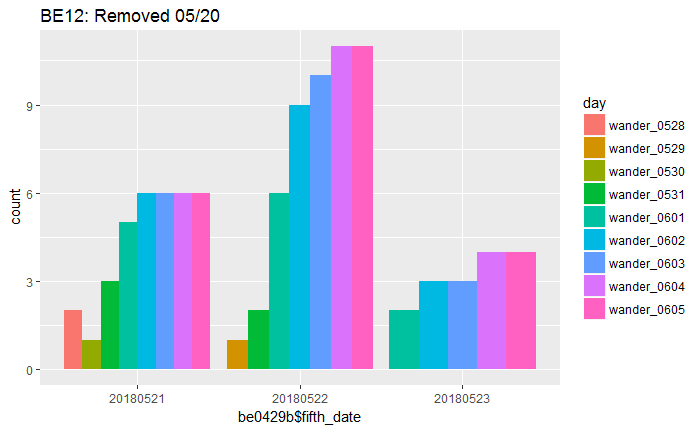 BE12: Removed 05/20
count
9
6
3
0
20180521
20180522
20180523
be0429b$fifth_date
day
wander_0528
wander_0529
wander_0530
wander_0531
wander_0601
wander_0602
wander_0603
wander_0604
wander_0605